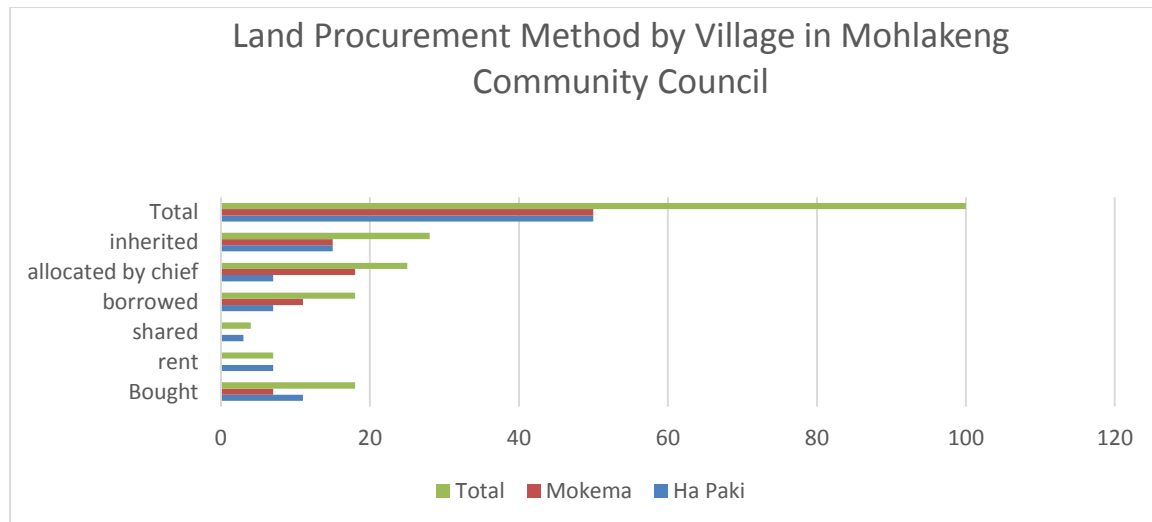 Land Procurement Method by Village in Mohlakeng
Community Council
Total
inherited
allocated by chief
borrowed
shared
rent
Bought
0 20 40 60 80 100 120
Total Mokema Ha Paki